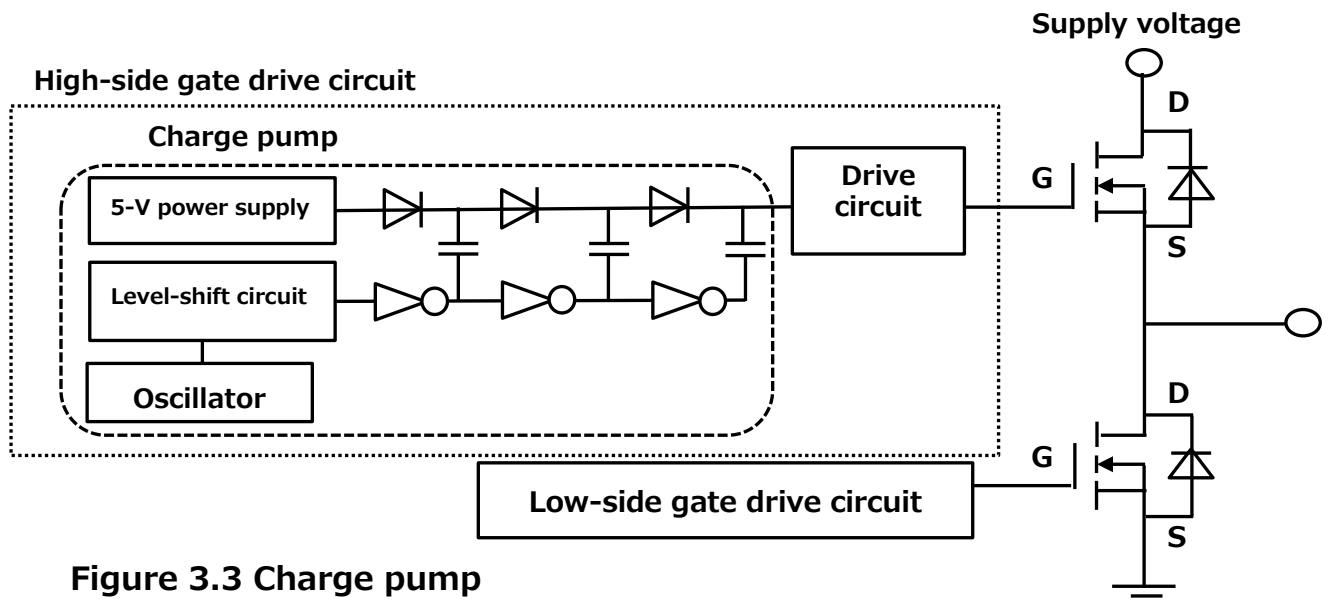 Supply voltage
High-side gate drive circuit
D
Charge pump
Drive
circuit
G
5-V power supply
S
Level-shift circuit
Oscillator
D
G
Low-side gate drive circuit
S
Figure 3.3 Charge pump